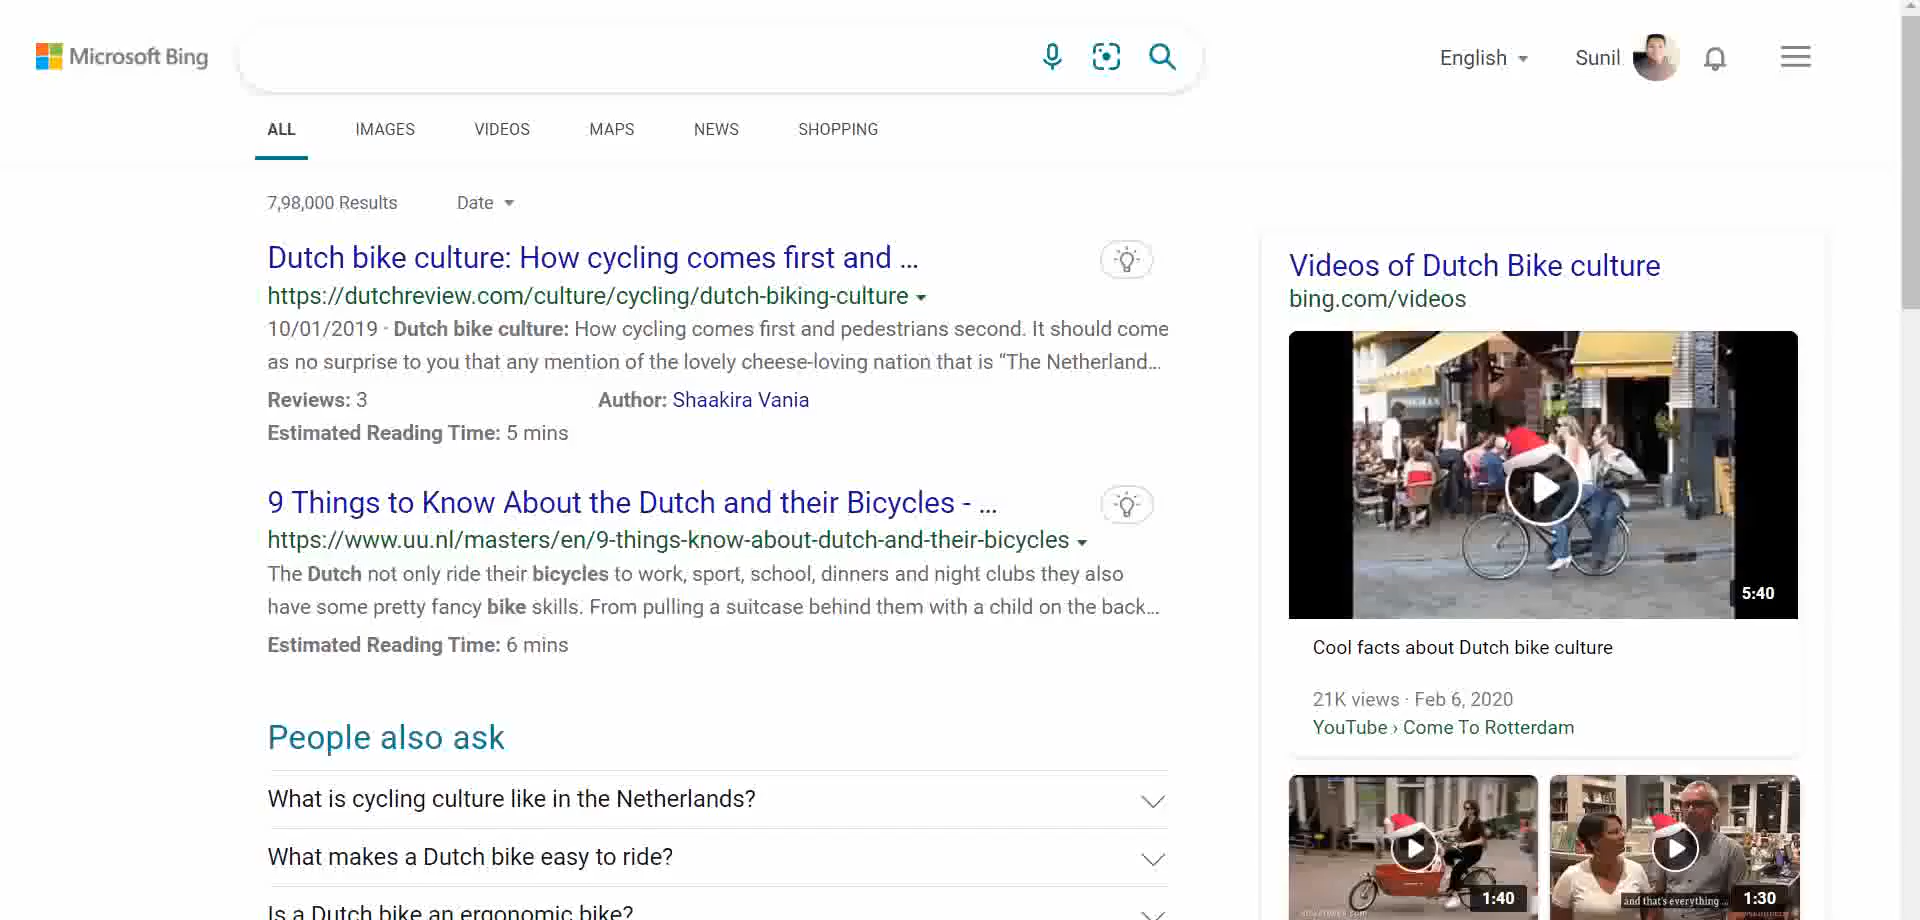 Microsoft Bing
English
Sunil
ALL
IMAGES
VIDEOS
MAPS
NEWS
SHOPPING
7,98,000 Results
Date
Dutch bike culture: How cycling comes first and ...
https://dutchreview.com/culture/cycling/dutch-biking-culture
10/01/2019 · Dutch bike culture: How cycling comes first and pedestrians second. It should come
as no surprise to you that any mention of the lovely cheese-loving nation that is “The Netherland...
Reviews: 3
Author: Shaakira Vania
Estimated Reading Time: 5 mins
9 Things to Know About the Dutch and their Bicycles - ...
https://www.uu.nl/masters/en/9-things-know-about-dutch-and-their-bicycles
The Dutch not only ride their bicycles to work, sport, school, dinners and night clubs they also
have some pretty fancy bike skills. From pulling a suitcase behind them with a child on the back...
Estimated Reading Time: 6 mins
People also ask
What is cycling culture like in the Netherlands?
What makes a Dutch bike easy to ride?
Is a Dutch bike an ergonomic bike?
Videos of Dutch Bike culture
bing.com/videos
5:40
Cool facts about Dutch bike culture
21K views · Feb 6, 2020
YouTube › Come To Rotterdam
1:40
and that's everything...
1:30